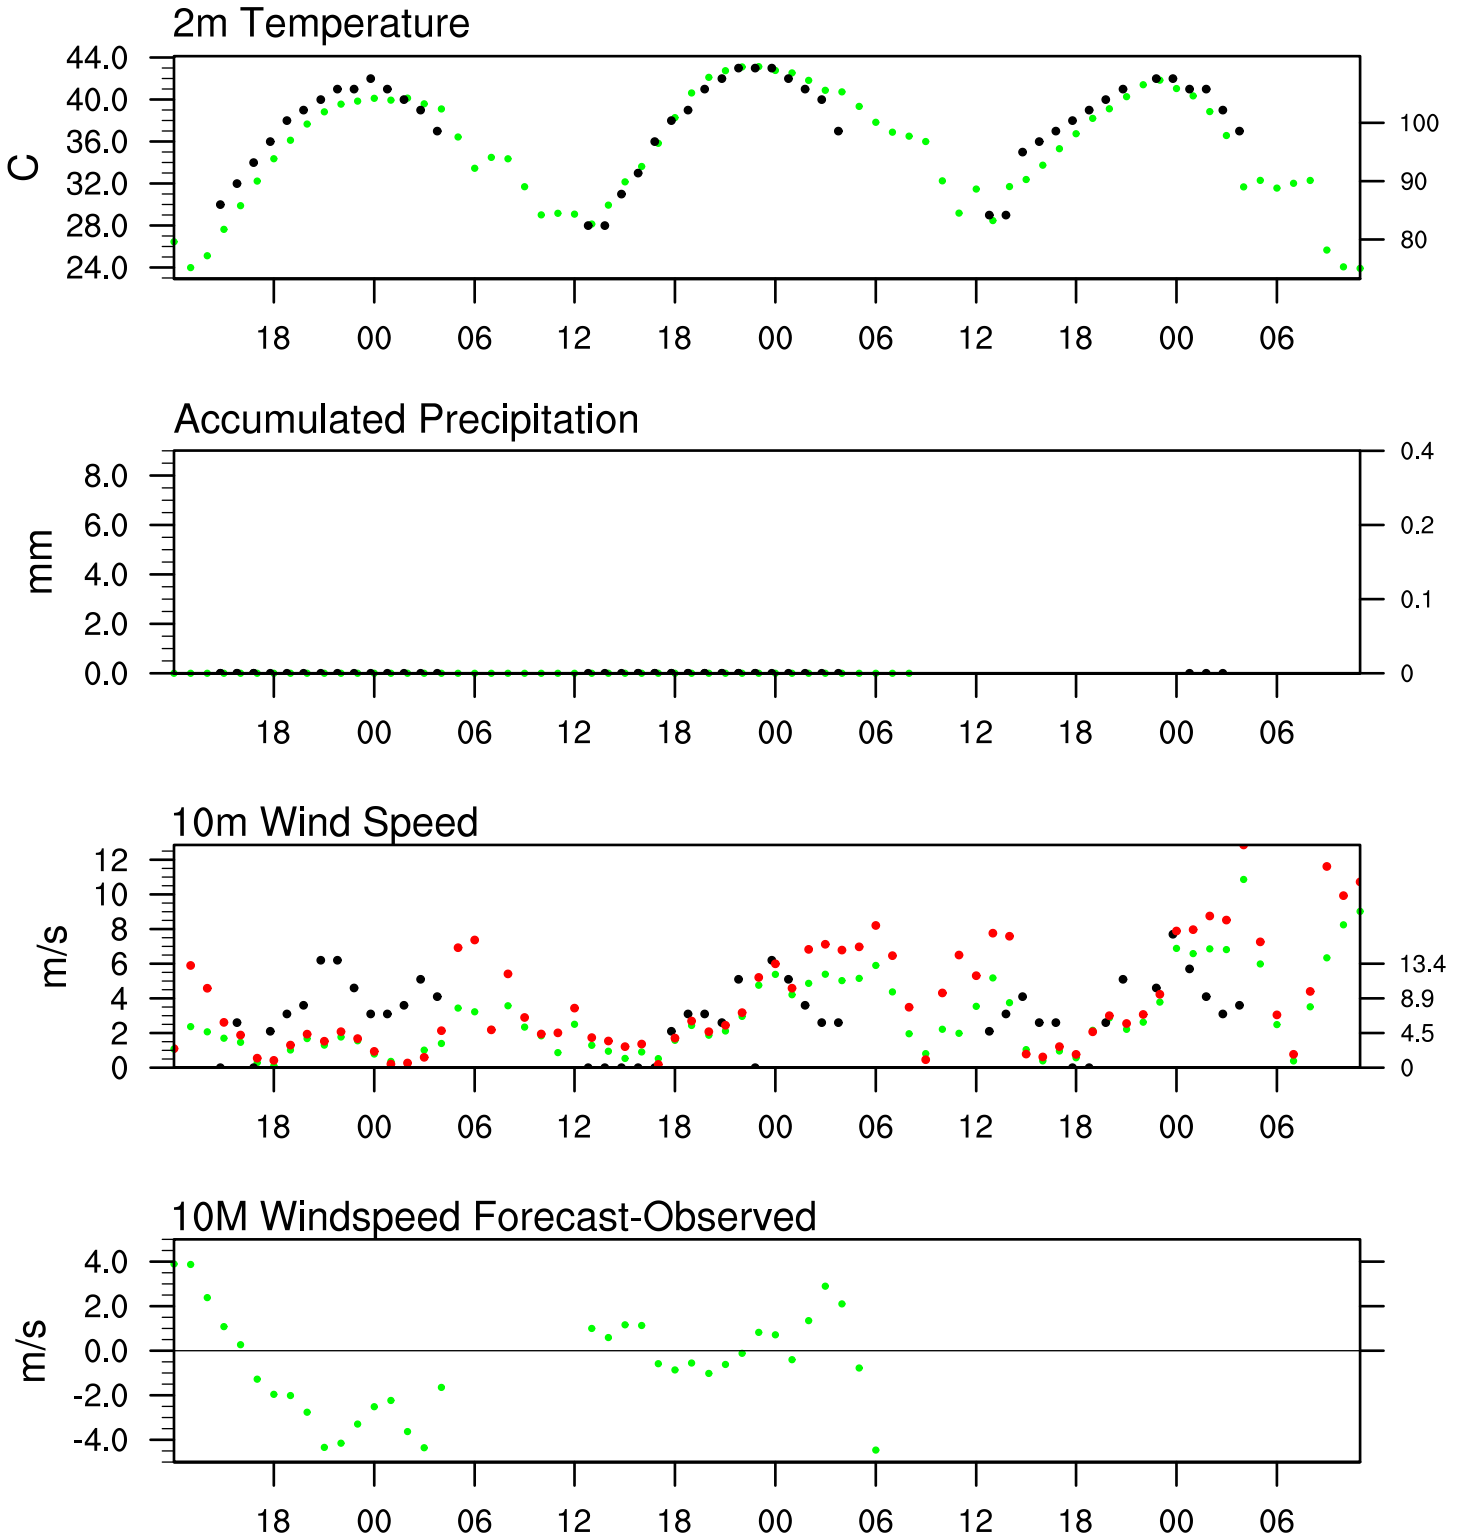 2m Temperature
44.0
40.0
36.0
32.0
28.0
24.0
C
100
90
80
18 00 06 12 18 00 06 12 18 00 06
Accumulated Precipitation
8.0
6.0
4.0
2.0
0.0
mm
0.4
0.2
0.1
0
18 00 06 12 18 00 06 12 18 00 06
10m Wind Speed
12
10
8
6
4
2
0
m/s
13.4
8.9
4.5
0
18 00 06 12 18 00 06 12 18 00 06
10M Windspeed Forecast-Observed
4.0
2.0
0.0
-2.0
-4.0
m/s
18 00 06 12 18 00 06 12 18 00 06